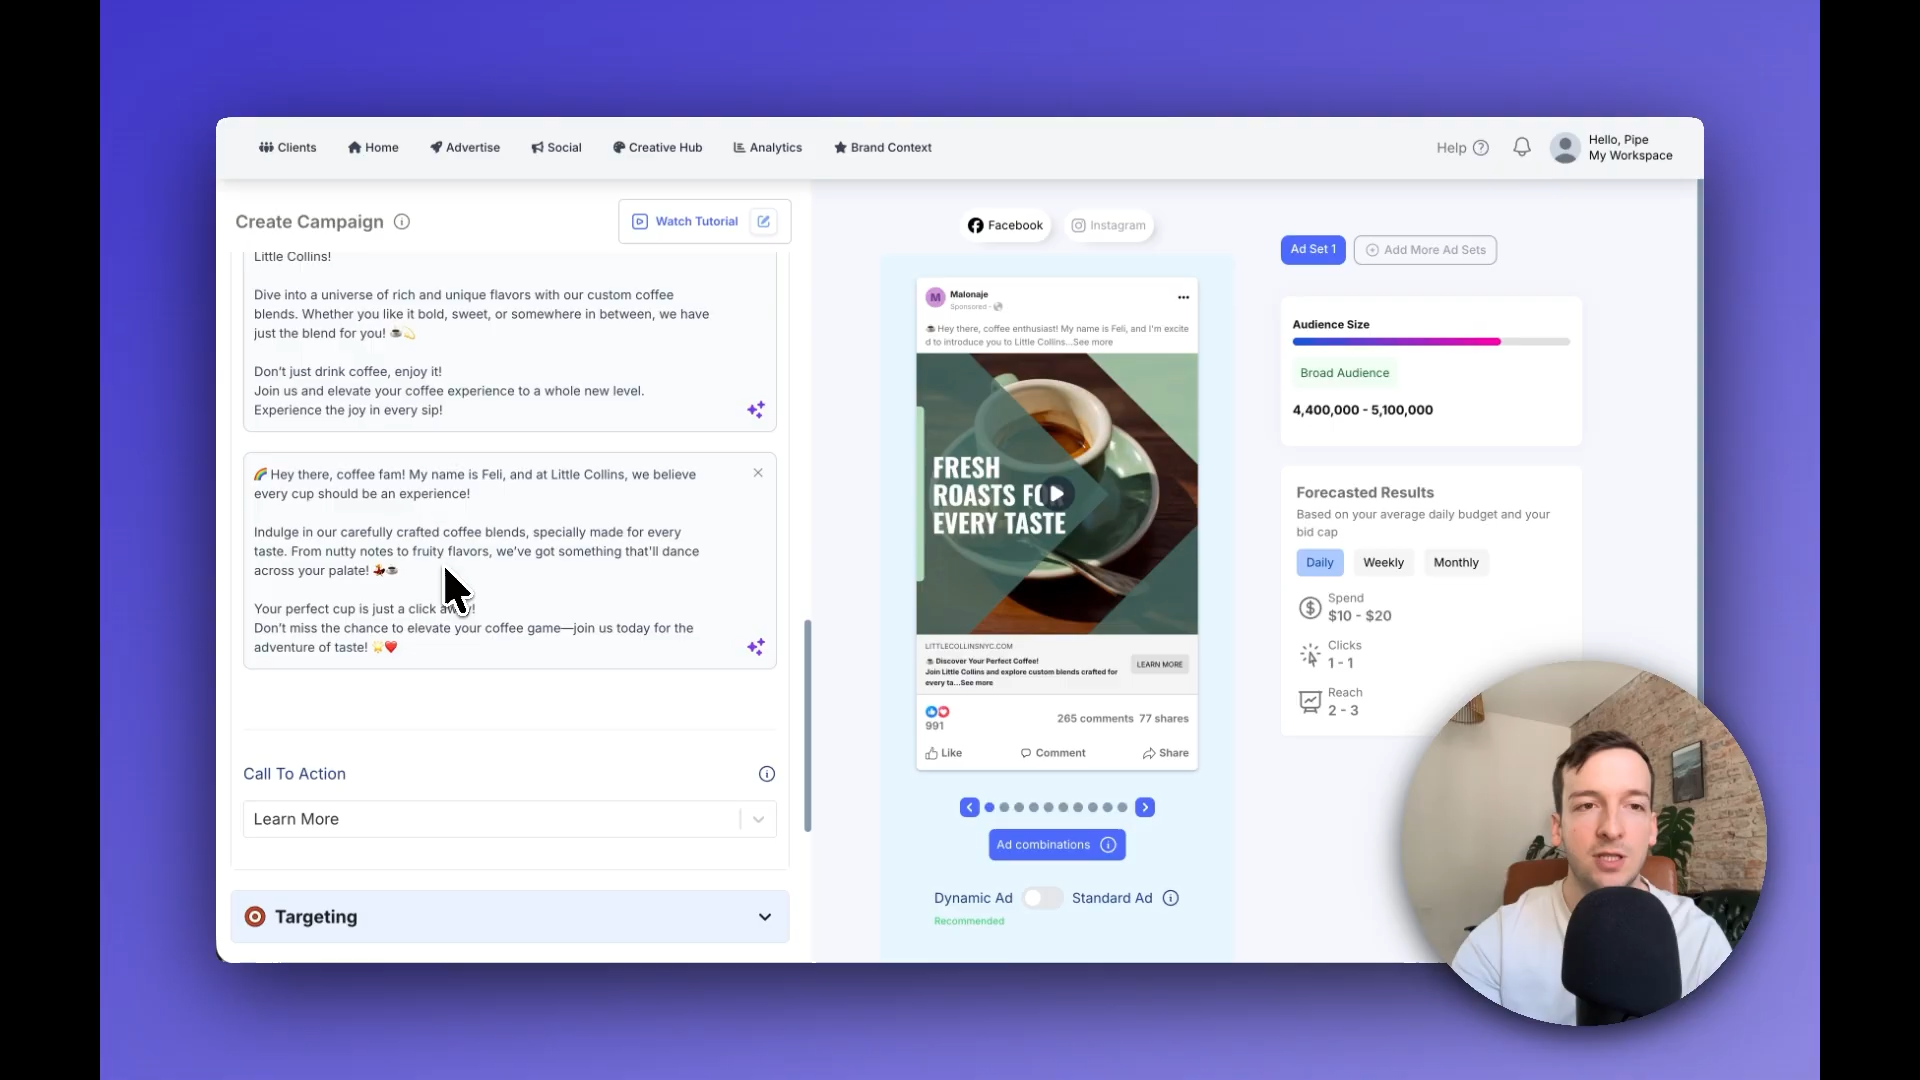 Clients
Home
Advertise
Social
Creative Hub
Analytics
Brand Context
Help
Hello, Pipe
My Workspace
Create Campaign
Watch Tutorial
Little Collins!
Dive into a universe of rich and unique flavors with our custom coffee
blends. Whether you like it bold, sweet, or somewhere in between, we have
just the blend for you! ☕💫
Don't just drink coffee, enjoy it!
Join us and elevate your coffee experience to a whole new level.
Experience the joy in every sip!
🌈 Hey there, coffee fam! My name is Feli, and at Little Collins, we believe
every cup should be an experience!
Indulge in our carefully crafted coffee blends, specially made for every
taste. From nutty notes to fruity flavors, we've got something that'll dance
across your palate! 💃☕
Your perfect cup is just a click away!
Don't miss the chance to elevate your coffee game—join us today for the
adventure of taste! 🌟❤️
Call To Action
Learn More
Targeting
Facebook
Instagram
M
Malonaje
Sponsored
☕ Hey there, coffee enthusiast! My name is Feli, and I'm excite
d to introduce you to Little Collins...See more
FRESH
ROASTS FOR
EVERY TASTE
LITTLECOLLINSNYC.COM
☕ Discover Your Perfect Coffee!
Join Little Collins and explore custom blends crafted for
every ta...See more
LEARN MORE
991
265 comments 77 shares
Like
Comment
Share
Ad combinations
Dynamic Ad
Standard Ad
Recommended
Ad Set 1
Add More Ad Sets
Audience Size
Broad Audience
4,400,000 - 5,100,000
Forecasted Results
Based on your average daily budget and your
bid cap
Daily
Weekly
Monthly
Spend
$10 - $20
Clicks
1 - 1
Reach
2 - 3